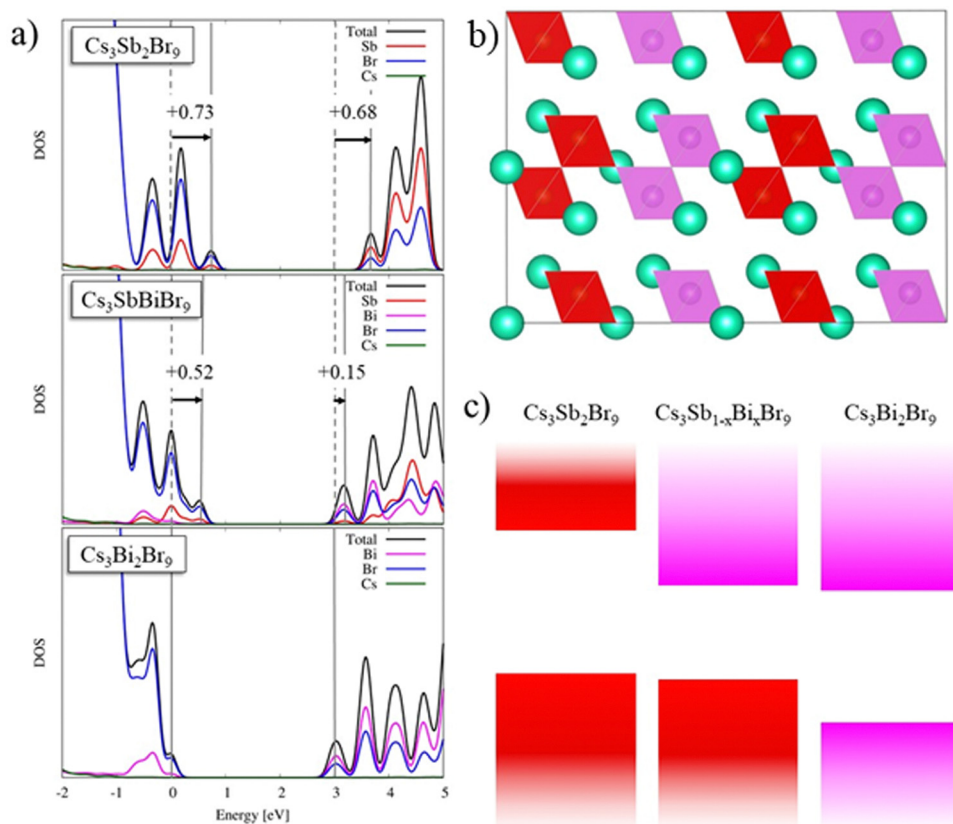 a)
Cs₃Sb₂Br₉
Total
Sb
Br
Cs
+0.73
+0.68
DOS
Cs₃SbBiBr₉
Total
Sb
Bi
Br
Cs
+0.52
+0.15
DOS
Cs₃Bi₂Br₉
Total
Bi
Br
Cs
DOS
-2 -1 0 1 2 3 4 5
Energy [eV]
b)
c)
Cs₃Sb₂Br₉ Cs₃Sb₁₋ₓBiₓBr₉ Cs₃Bi₂Br₉